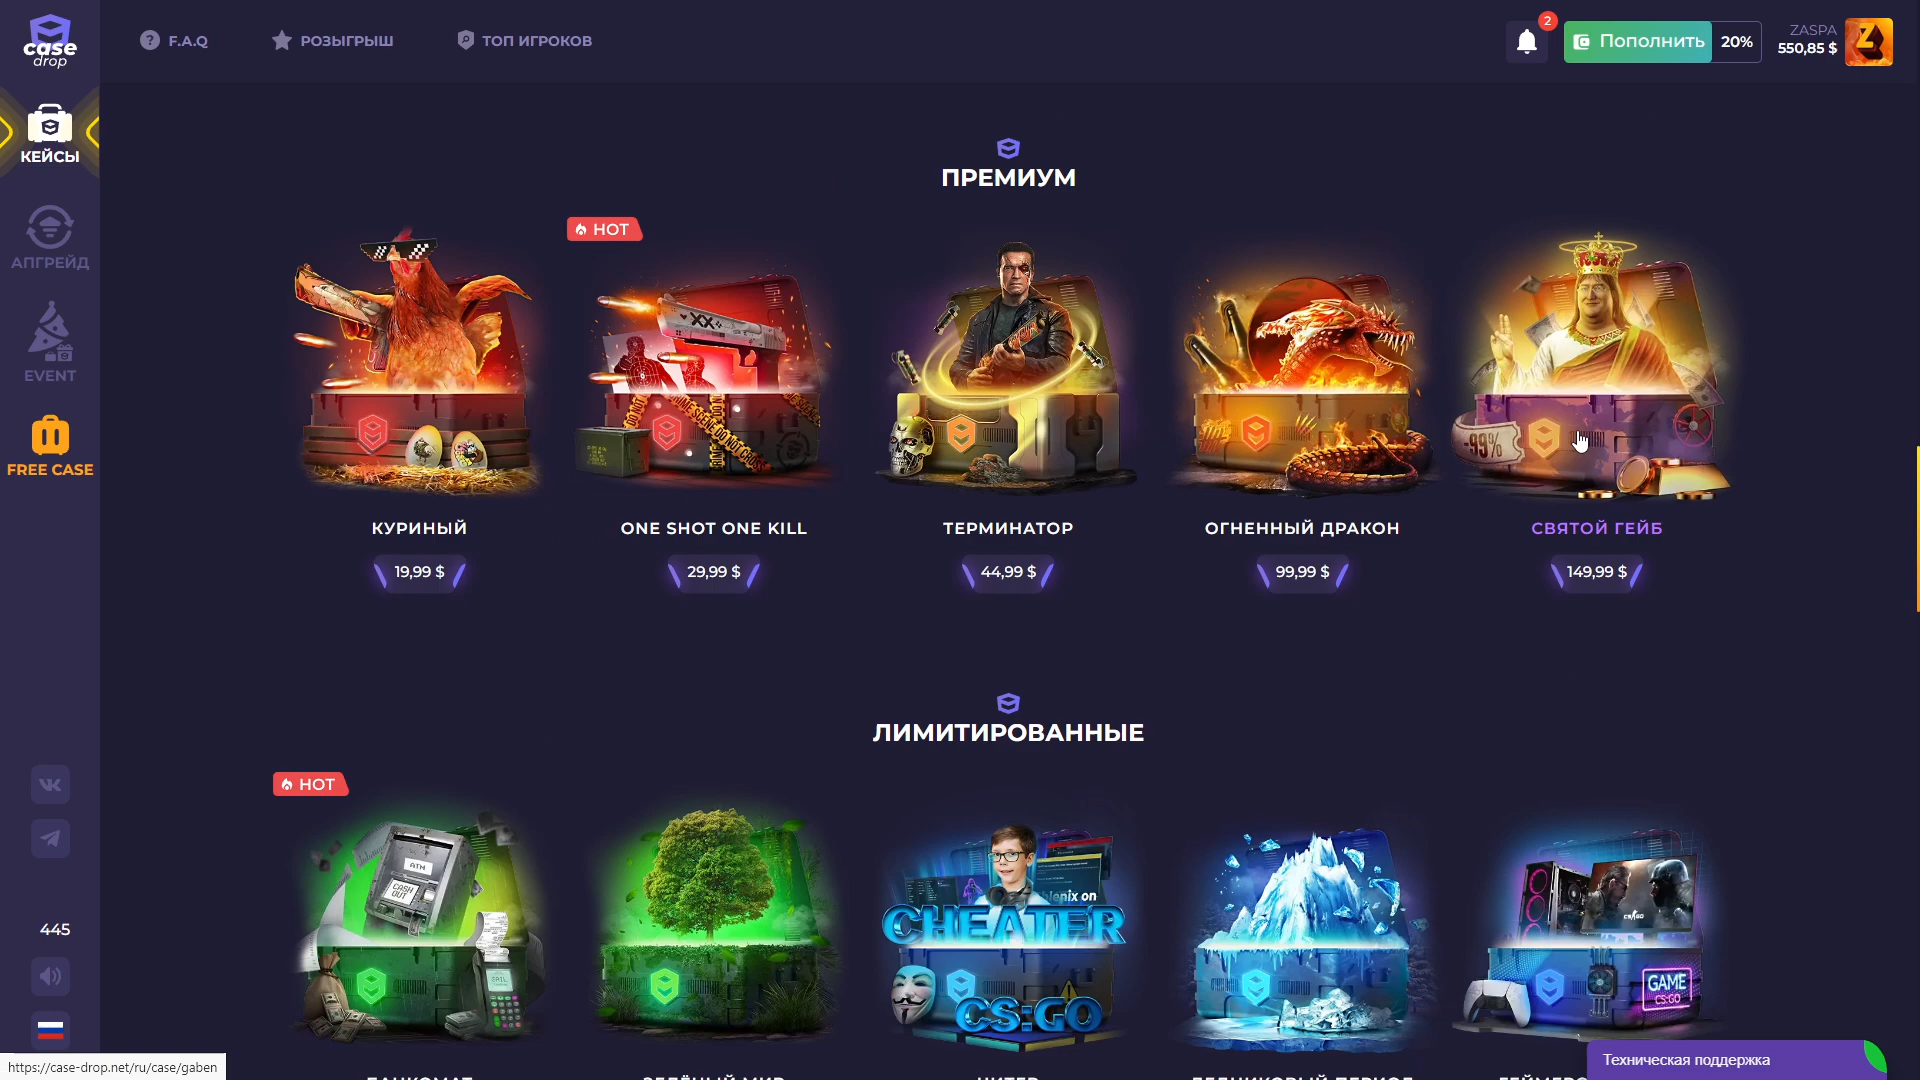 case
drop
F.A.Q
РОЗЫГРЫШ
ТОП ИГРОКОВ
2
Пополнить
20%
ZASPA
550,85 $
КЕЙСЫ
АПГРЕЙД
EVENT
FREE CASE
445
ПРЕМИУМ
HOT
XX
-99%
КУРИНЫЙ
ONE SHOT ONE KILL
ТЕРМИНАТОР
ОГНЕННЫЙ ДРАКОН
СВЯТОЙ ГЕЙБ
19,99 $
29,99 $
44,99 $
99,99 $
149,99 $
ЛИМИТИРОВАННЫЕ
HOT
ATM
CASH
OUT
CHEATER
CS:GO
CS:GO
GAME
CS:GO
https://case-drop.net/ru/case/gaben
Техническая поддержка